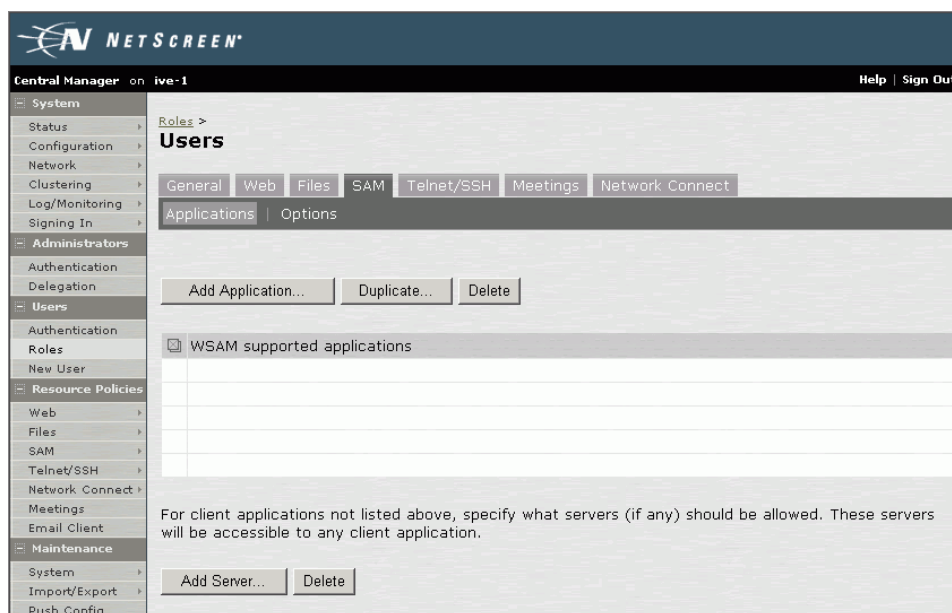 NETSCREEN
Central Manager on ive-1
Help | Sign Out
System
Status
Configuration
Network
Clustering
Log/Monitoring
Signing In
Administrators
Authentication
Delegation
Users
Authentication
Roles
New User
Resource Policies
Web
Files
SAM
Telnet/SSH
Network Connect
Meetings
Email Client
Maintenance
System
Import/Export
Push Config
Roles >
Users
General Web Files SAM Telnet/SSH Meetings Network Connect
Applications | Options
Add Application... Duplicate... Delete
WSAM supported applications
For client applications not listed above, specify what servers (if any) should be allowed. These servers
will be accessible to any client application.
Add Server... Delete